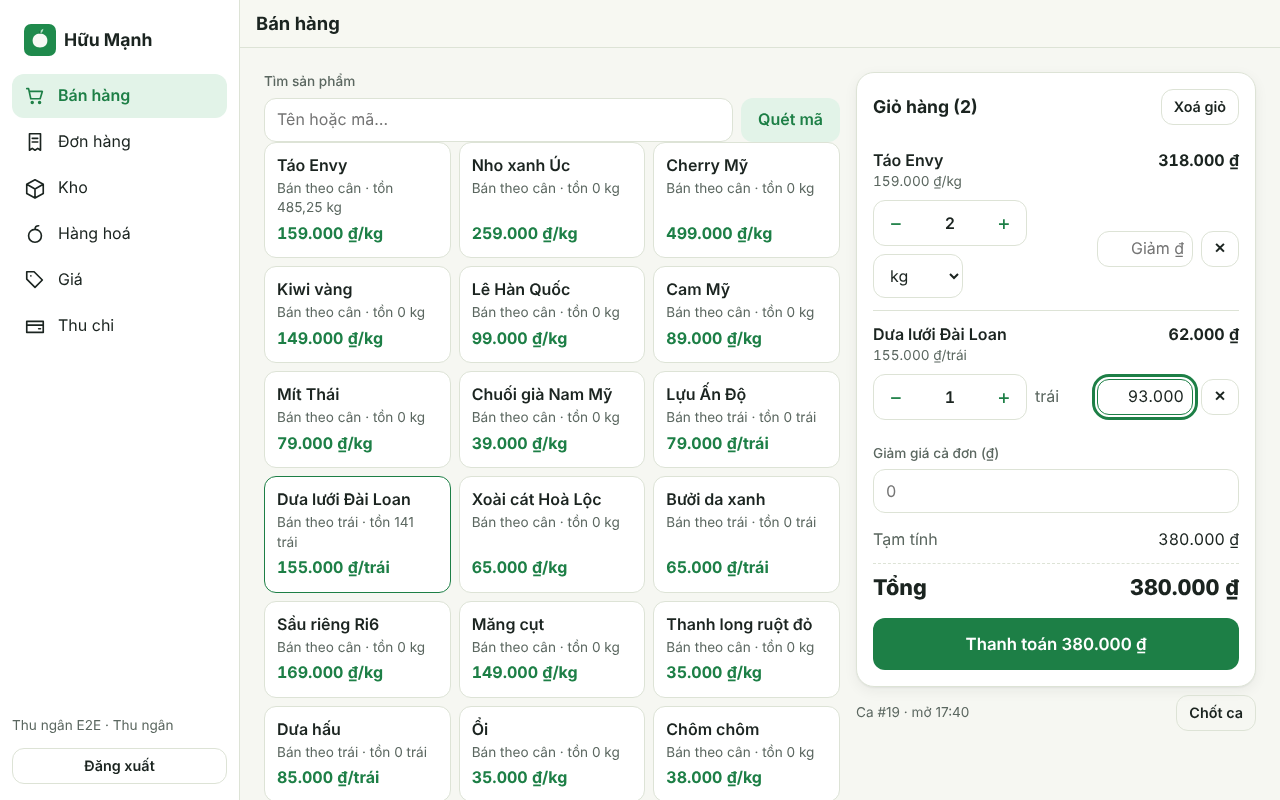 Hữu Mạnh
Bán hàng
Đơn hàng
Kho
Hàng hoá
Giá
Thu chi
Thu ngân E2E · Thu ngân
Đăng xuất
Bán hàng
Tìm sản phẩm
Tên hoặc mã...
Quét mã
Táo Envy
Bán theo cân · tồn
485,25 kg
159.000 ₫/kg
Nho xanh Úc
Bán theo cân · tồn 0 kg
259.000 ₫/kg
Cherry Mỹ
Bán theo cân · tồn 0 kg
499.000 ₫/kg
Kiwi vàng
Bán theo cân · tồn 0 kg
149.000 ₫/kg
Lê Hàn Quốc
Bán theo cân · tồn 0 kg
99.000 ₫/kg
Cam Mỹ
Bán theo cân · tồn 0 kg
89.000 ₫/kg
Mít Thái
Bán theo cân · tồn 0 kg
79.000 ₫/kg
Chuối già Nam Mỹ
Bán theo cân · tồn 0 kg
39.000 ₫/kg
Lựu Ấn Độ
Bán theo trái · tồn 0 trái
79.000 ₫/trái
Dưa lưới Đài Loan
Bán theo trái · tồn 141
trái
155.000 ₫/trái
Xoài cát Hoà Lộc
Bán theo cân · tồn 0 kg
65.000 ₫/kg
Bưởi da xanh
Bán theo trái · tồn 0 trái
65.000 ₫/trái
Sầu riêng Ri6
Bán theo cân · tồn 0 kg
169.000 ₫/kg
Măng cụt
Bán theo cân · tồn 0 kg
149.000 ₫/kg
Thanh long ruột đỏ
Bán theo cân · tồn 0 kg
35.000 ₫/kg
Dưa hấu
Bán theo trái · tồn 0 trái
85.000 ₫/trái
Ổi
Bán theo cân · tồn 0 kg
35.000 ₫/kg
Chôm chôm
Bán theo cân · tồn 0 kg
38.000 ₫/kg
Giỏ hàng (2)
Xoá giỏ
Táo Envy
318.000 ₫
159.000 ₫/kg
− 2 +
Giảm ₫
×
kg
Dưa lưới Đài Loan
62.000 ₫
155.000 ₫/trái
− 1 + trái
93.000
×
Giảm giá cả đơn (₫)
0
Tạm tính
380.000 ₫
Tổng
380.000 ₫
Thanh toán 380.000 ₫
Ca #19 · mở 17:40
Chốt ca